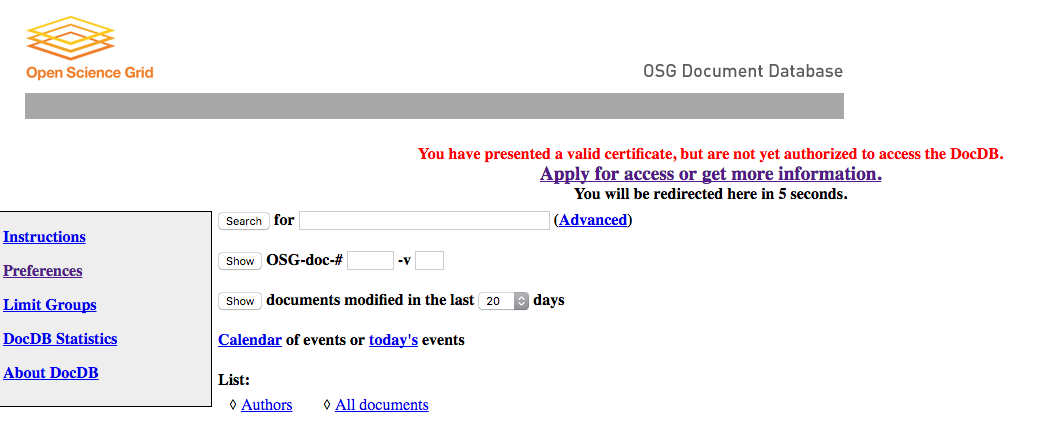 Open Science Grid
OSG Document Database
You have presented a valid certificate, but are not yet authorized to access the DocDB.
Apply for access or get more information.
You will be redirected here in 5 seconds.
Instructions
Preferences
Limit Groups
DocDB Statistics
About DocDB
Search for (Advanced)
Show OSG-doc-# -v
Show documents modified in the last 20 days
Calendar of events or today's events
List:
◊ Authors ◊ All documents